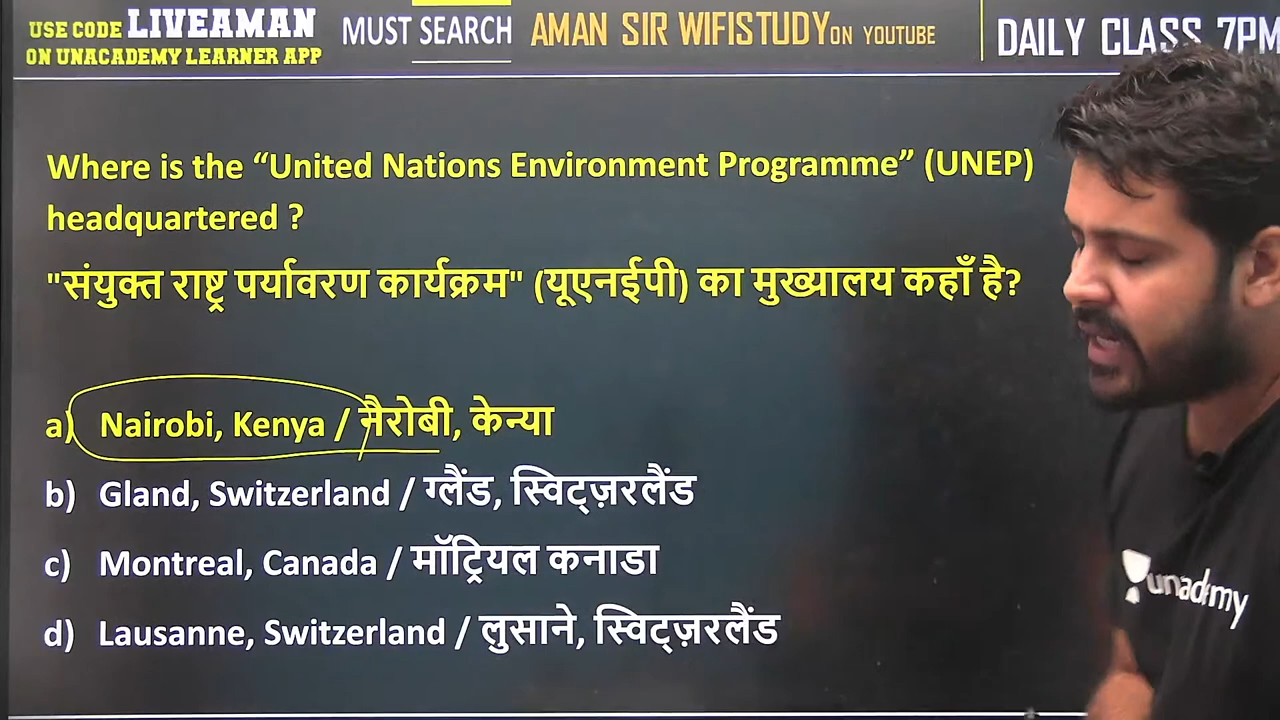 USE CODE LIVEAMAN
ON UNACADEMY LEARNER APP
MUST SEARCH AMAN SIR WIFISTUDY ON YOUTUBE
DAILY CLASS 7PM
Where is the “United Nations Environment Programme” (UNEP)
headquartered ?
"संयुक्त राष्ट्र पर्यावरण कार्यक्रम" (यूएनईपी) का मुख्यालय कहाँ है?
a) Nairobi, Kenya / नैरोबी, केन्या
b) Gland, Switzerland / ग्लैंड, स्विट्ज़रलैंड
c) Montreal, Canada / मॉट्रियल कनाडा
d) Lausanne, Switzerland / लुसाने, स्विट्ज़रलैंड
unacademy